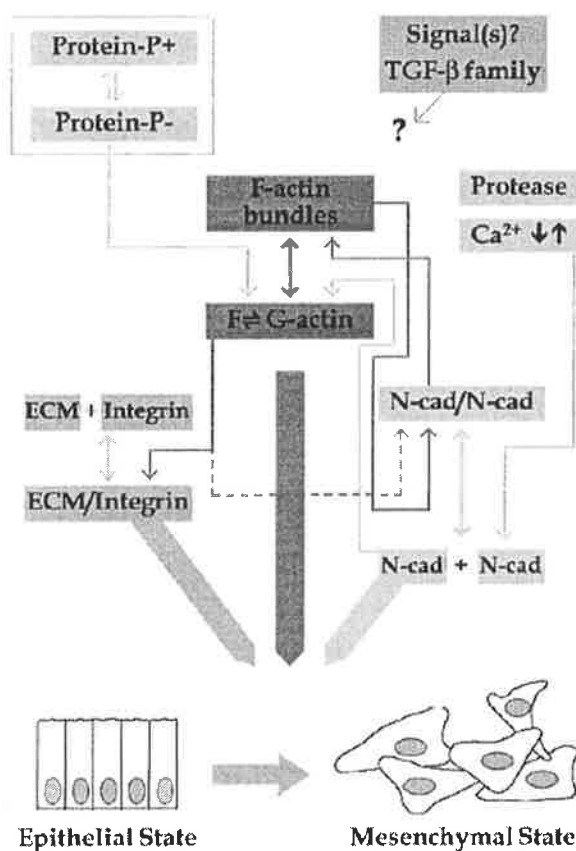 Protein-P+
Protein-P-
Signal(s)?
TGF-β family
?
F-actin
bundles
Protease
Ca²⁺ ↓↑
F⇌ G-actin
ECM + Integrin
N-cad/N-cad
ECM/Integrin
N-cad + N-cad
Epithelial State
Mesenchymal State